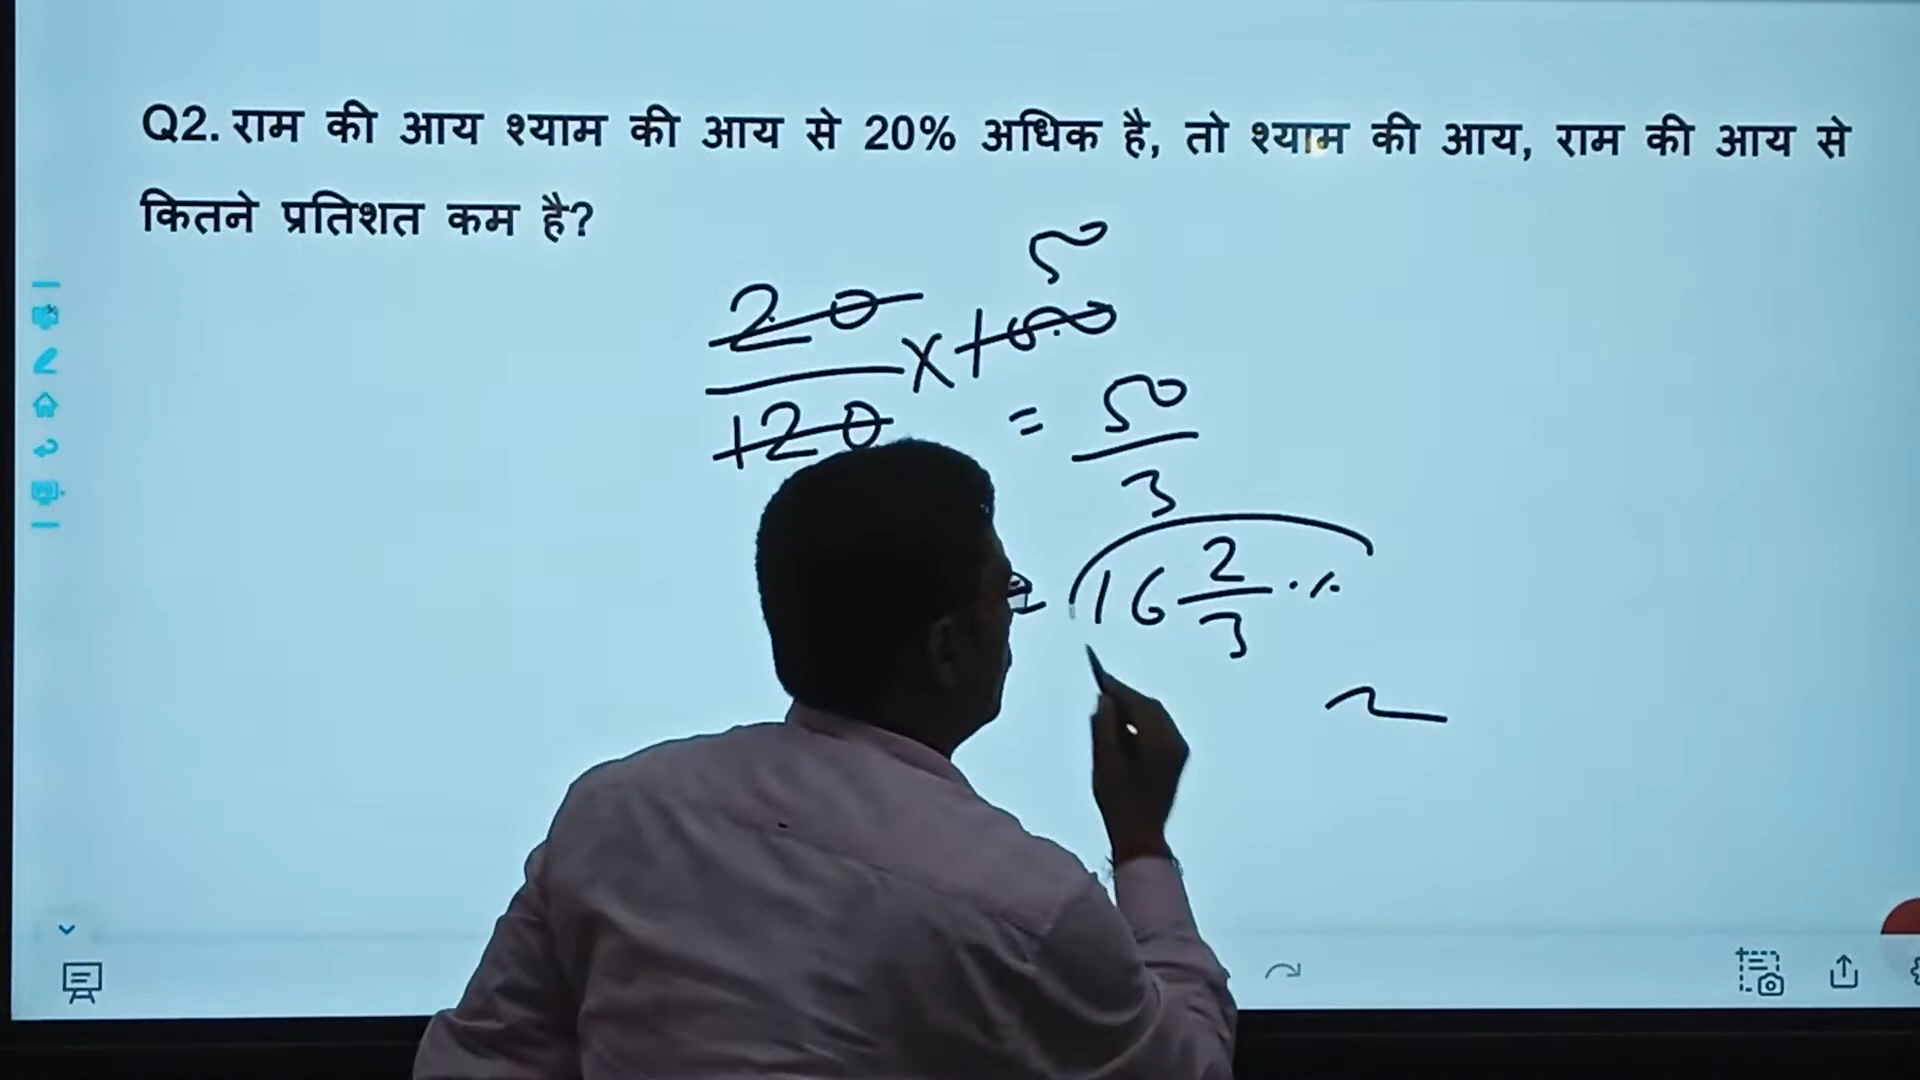 Q2. राम की आय श्याम की आय से 20% अधिक है, तो श्याम की आय, राम की आय से
कितने प्रतिशत कम है?
50
20/120 × 100
= 50/3
= 16 2/3 %